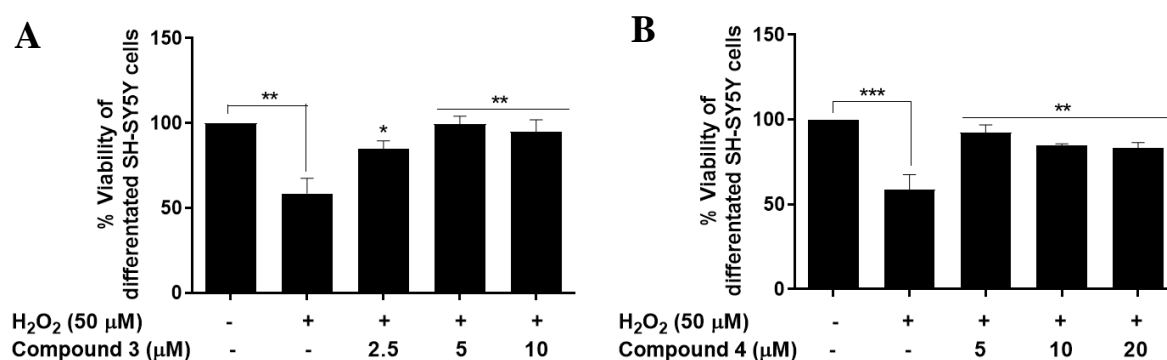 A
% Viability of
differentated SH-SY5Y cells
150
100
50
0
**
*
**
H₂O₂ (50 μM) - + + + +
Compound 3 (μM) - - 2.5 5 10
B
% Viability of
differentated SH-SY5Y cells
150
100
50
0
***
**
H₂O₂ (50 μM) - + + + +
Compound 4 (μM) - - 5 10 20